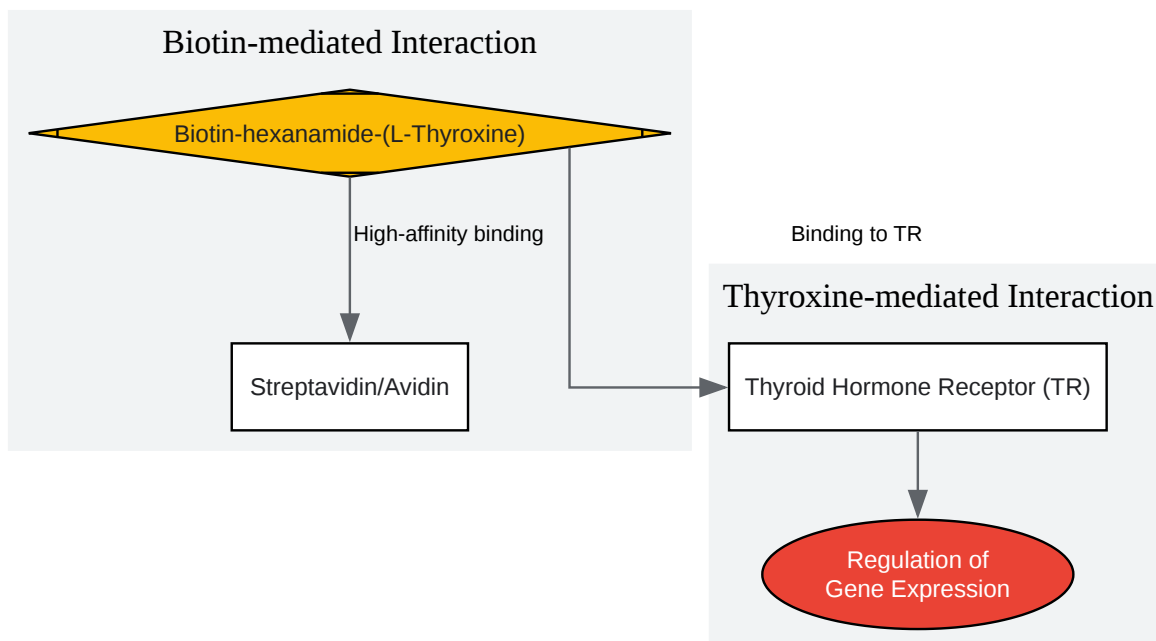 Biotin-mediated Interaction
Biotin-hexanamide-(L-Thyroxine)
High-affinity binding
Binding to TR
Thyroxine-mediated Interaction
Streptavidin/Avidin
Thyroid Hormone Receptor (TR)
Regulation of
Gene Expression